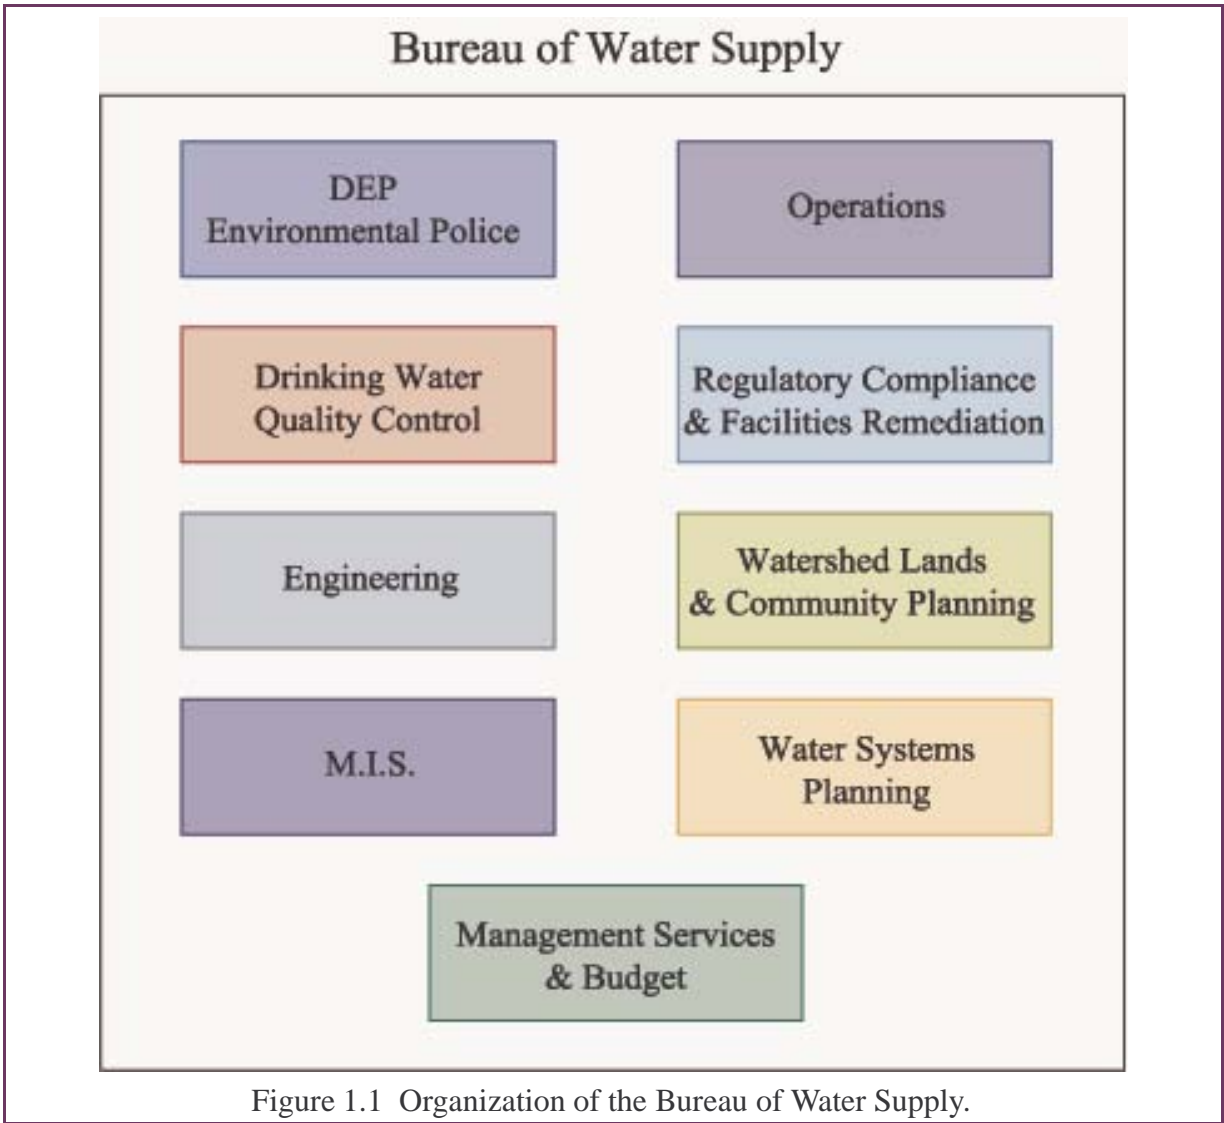 Bureau of Water Supply
DEP
Environmental Police
Operations
Drinking Water
Quality Control
Regulatory Compliance
& Facilities Remediation
Engineering
Watershed Lands
& Community Planning
M.I.S.
Water Systems
Planning
Management Services
& Budget
Figure 1.1 Organization of the Bureau of Water Supply.